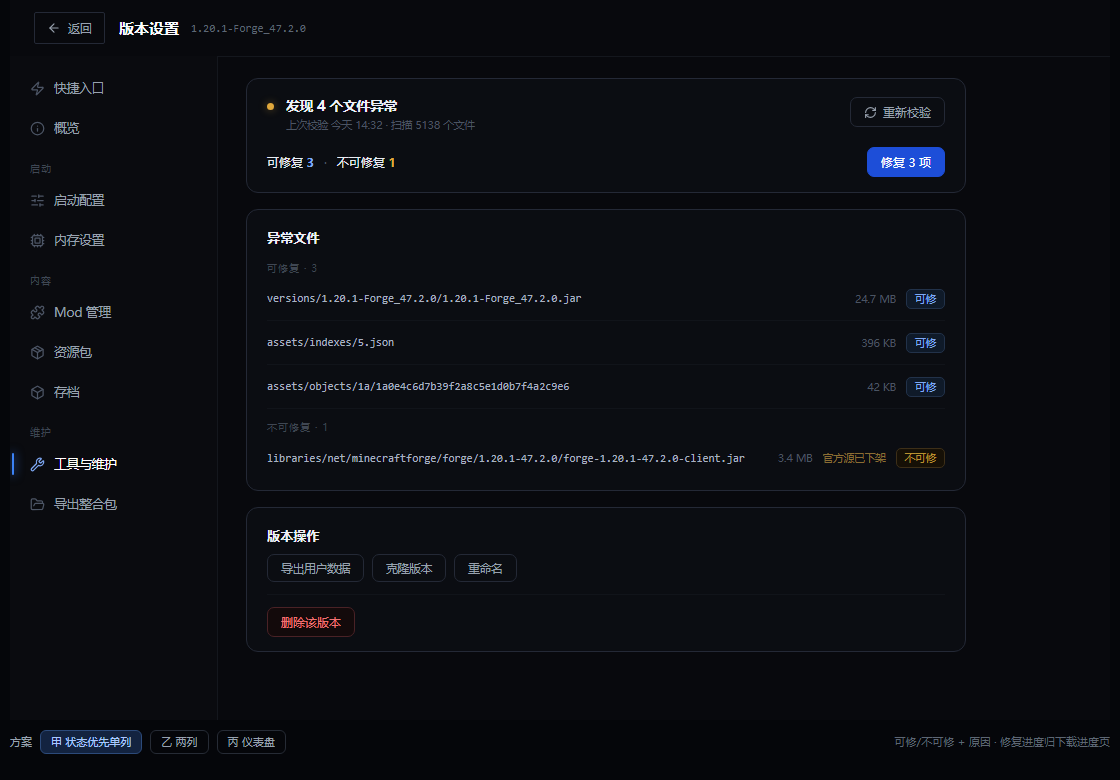 返回 版本设置 1.20.1-Forge_47.2.0
快捷入口
概览
启动
启动配置
内存设置
内容
Mod 管理
资源包
存档
维护
工具与维护
导出整合包
发现 4 个文件异常
上次校验 今天 14:32 · 扫描 5138 个文件
重新校验
可修复 3 · 不可修复 1
修复 3 项
异常文件
可修复 · 3
versions/1.20.1-Forge_47.2.0/1.20.1-Forge_47.2.0.jar 24.7 MB 可修
assets/indexes/5.json 396 KB 可修
assets/objects/1a/1a0e4c6d7b39f2a8c5e1d0b7f4a2c9e6 42 KB 可修
不可修复 · 1
libraries/net/minecraftforge/forge/1.20.1-47.2.0/forge-1.20.1-47.2.0-client.jar 3.4 MB 官方源已下架 不可修
版本操作
导出用户数据 克隆版本 重命名
删除该版本
方案 甲 状态优先单列 乙 两列 丙 仪表盘
可修/不可修 + 原因 · 修复进度归下载进度页